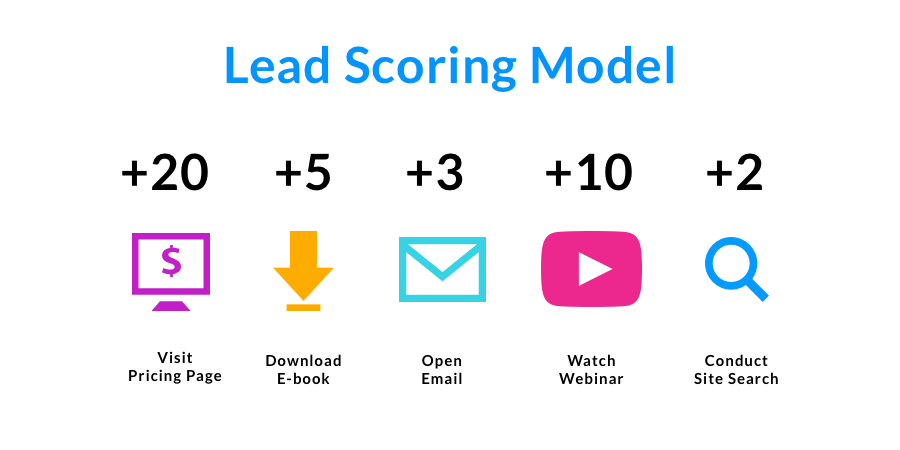 Lead Scoring Model
+20
+5
+3
+10
+2
$
Visit
Pricing Page
Download
E-book
Open
Email
Watch
Webinar
Conduct
Site Search